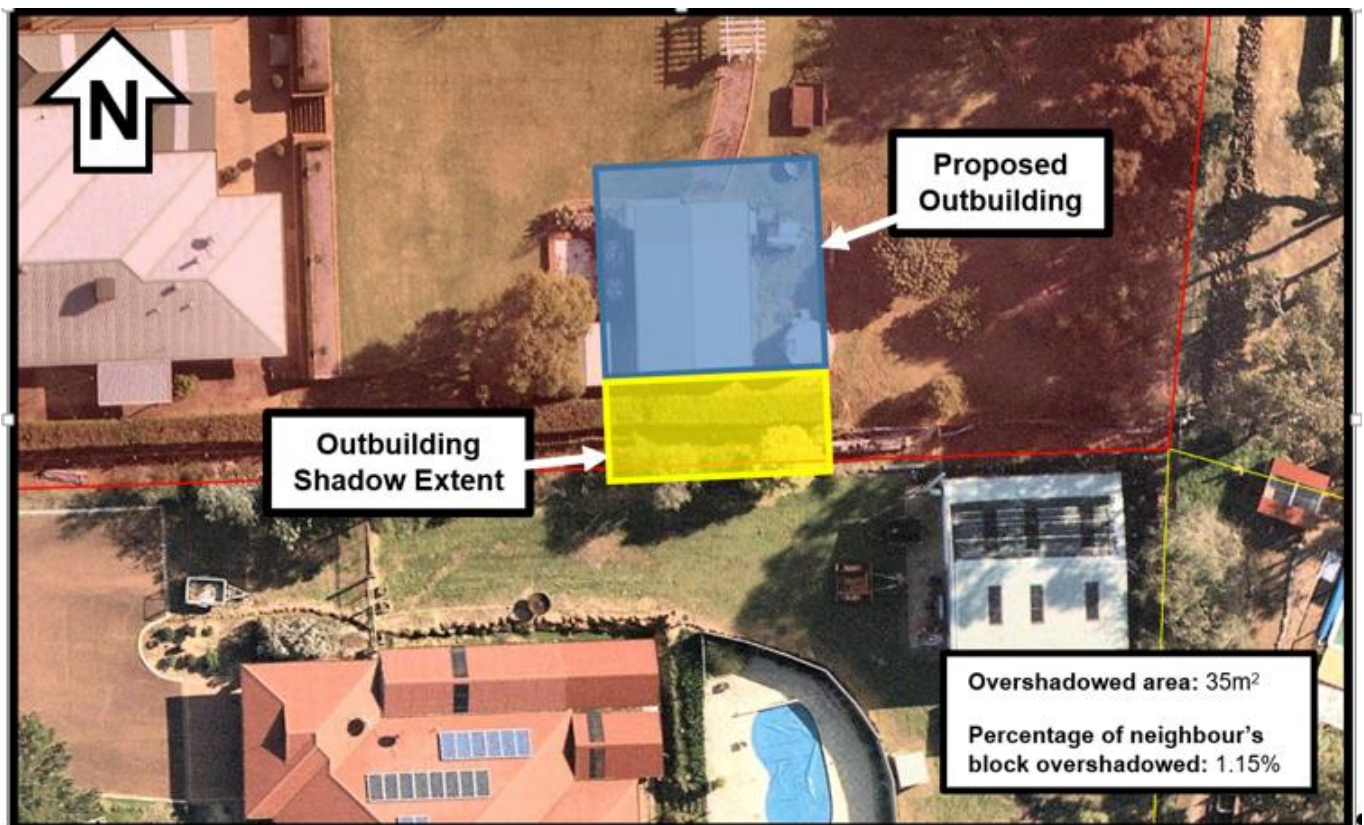 N
Proposed
Outbuilding
Outbuilding
Shadow Extent
Overshadowed area: 35m²
Percentage of neighbour's
block overshadowed: 1.15%